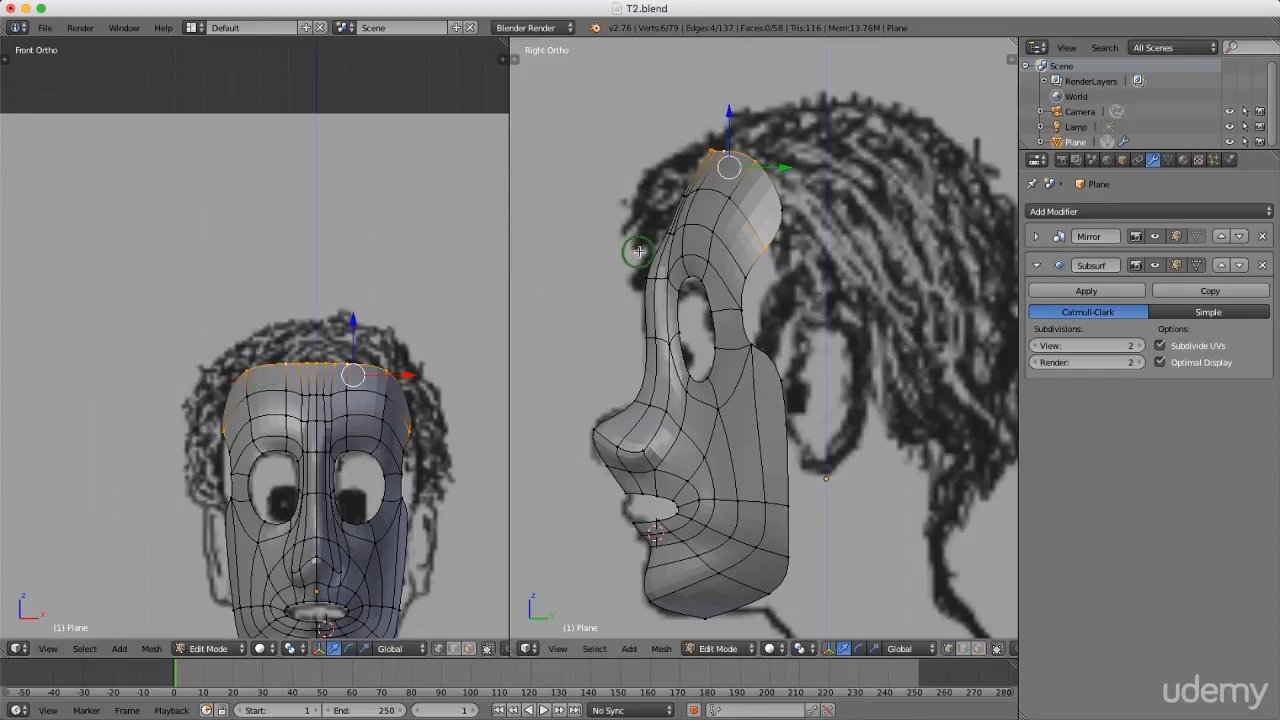 T2.blend
File Render Window Help Default Scene Blender Render v2.76 | Verts:6/79 | Edges:4/137 | Faces:0/58 | Tris:116 | Mem:13.76M | Plane
Front Ortho
Right Ortho
View Search All Scenes
Scene
RenderLayers
World
Camera
Lamp
Plane
Plane
Add Modifier
Mirror
Subsurf
Apply Copy
Catmull-Clark Simple
Subdivisions: Options:
View: 2 Subdivide UVs
Render: 2 Optimal Display
z x
(1) Plane
z y
(1) Plane
View Select Add Mesh Edit Mode Global
View Select Add Mesh Edit Mode Global
-50 -40 -30 -20 -10 0 10 20 30 40 50 60 70 80 90 100 110 120 130 140 150 160 170 180 190 200 210 220 230 240 250 260 270 280
View Marker Frame Playback Start: 1 End: 250 1 No Sync
udemy